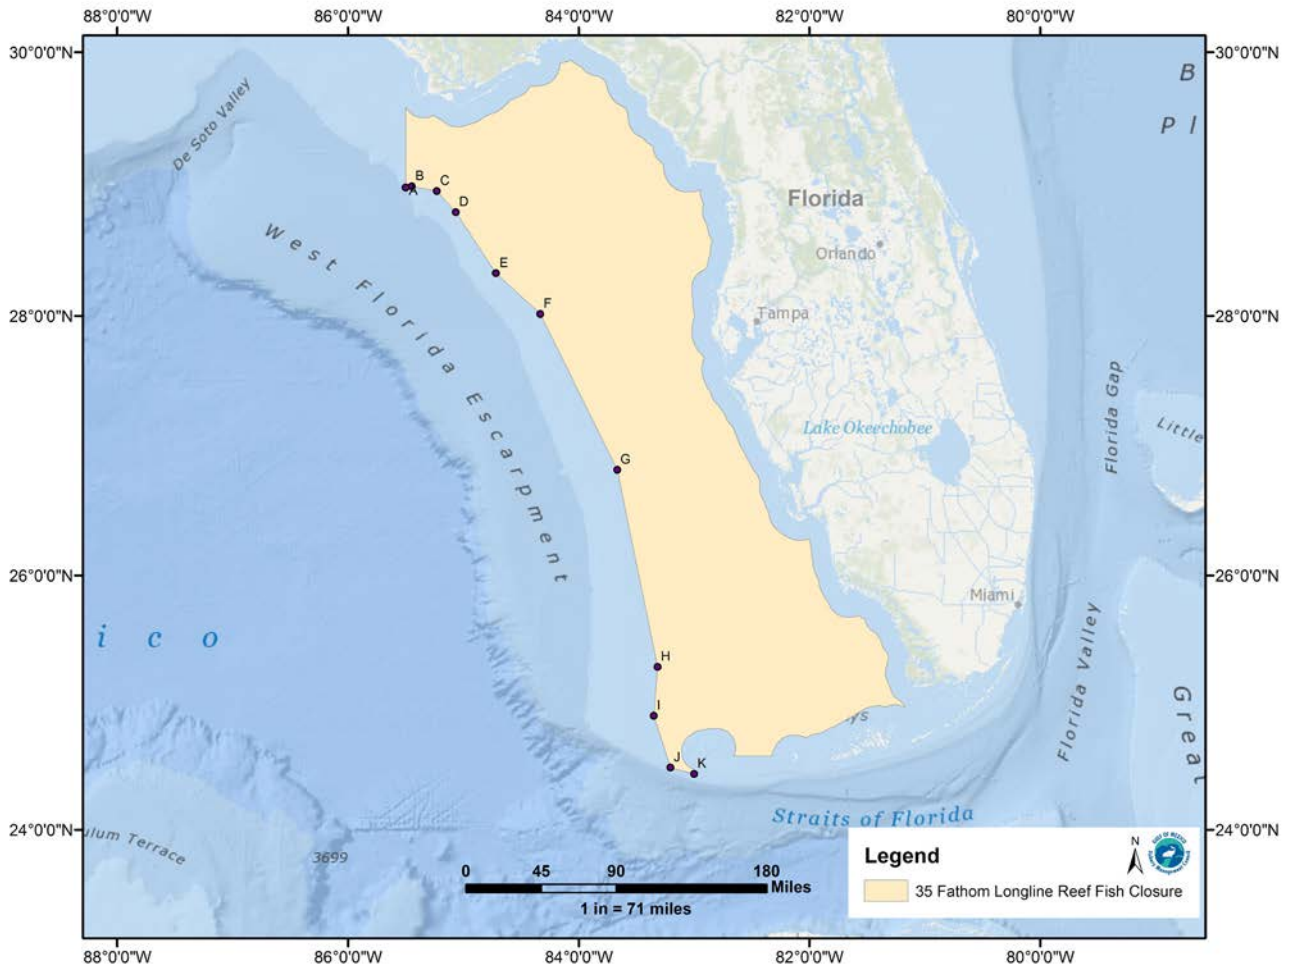 88°0'0"W 86°0'0"W 84°0'0"W 82°0'0"W 80°0'0"W
30°0'0"N 30°0'0"N
B
P l
De Soto Valley
B
C
A
D
Florida
West Florida Escarpment
Orlando
E
F
28°0'0"N 28°0'0"N
Tampa
Florida Gap
Lake Okeechobee
Little
G
26°0'0"N 26°0'0"N
Miami
i c o
Florida Valley
H
Great
I
ys
J
K
Straits of Florida
24°0'0"N 24°0'0"N
ulum Terrace
3699
0 45 90 180
Miles
1 in = 71 miles
Legend
N
35 Fathom Longline Reef Fish Closure
88°0'0"W 86°0'0"W 84°0'0"W 82°0'0"W 80°0'0"W